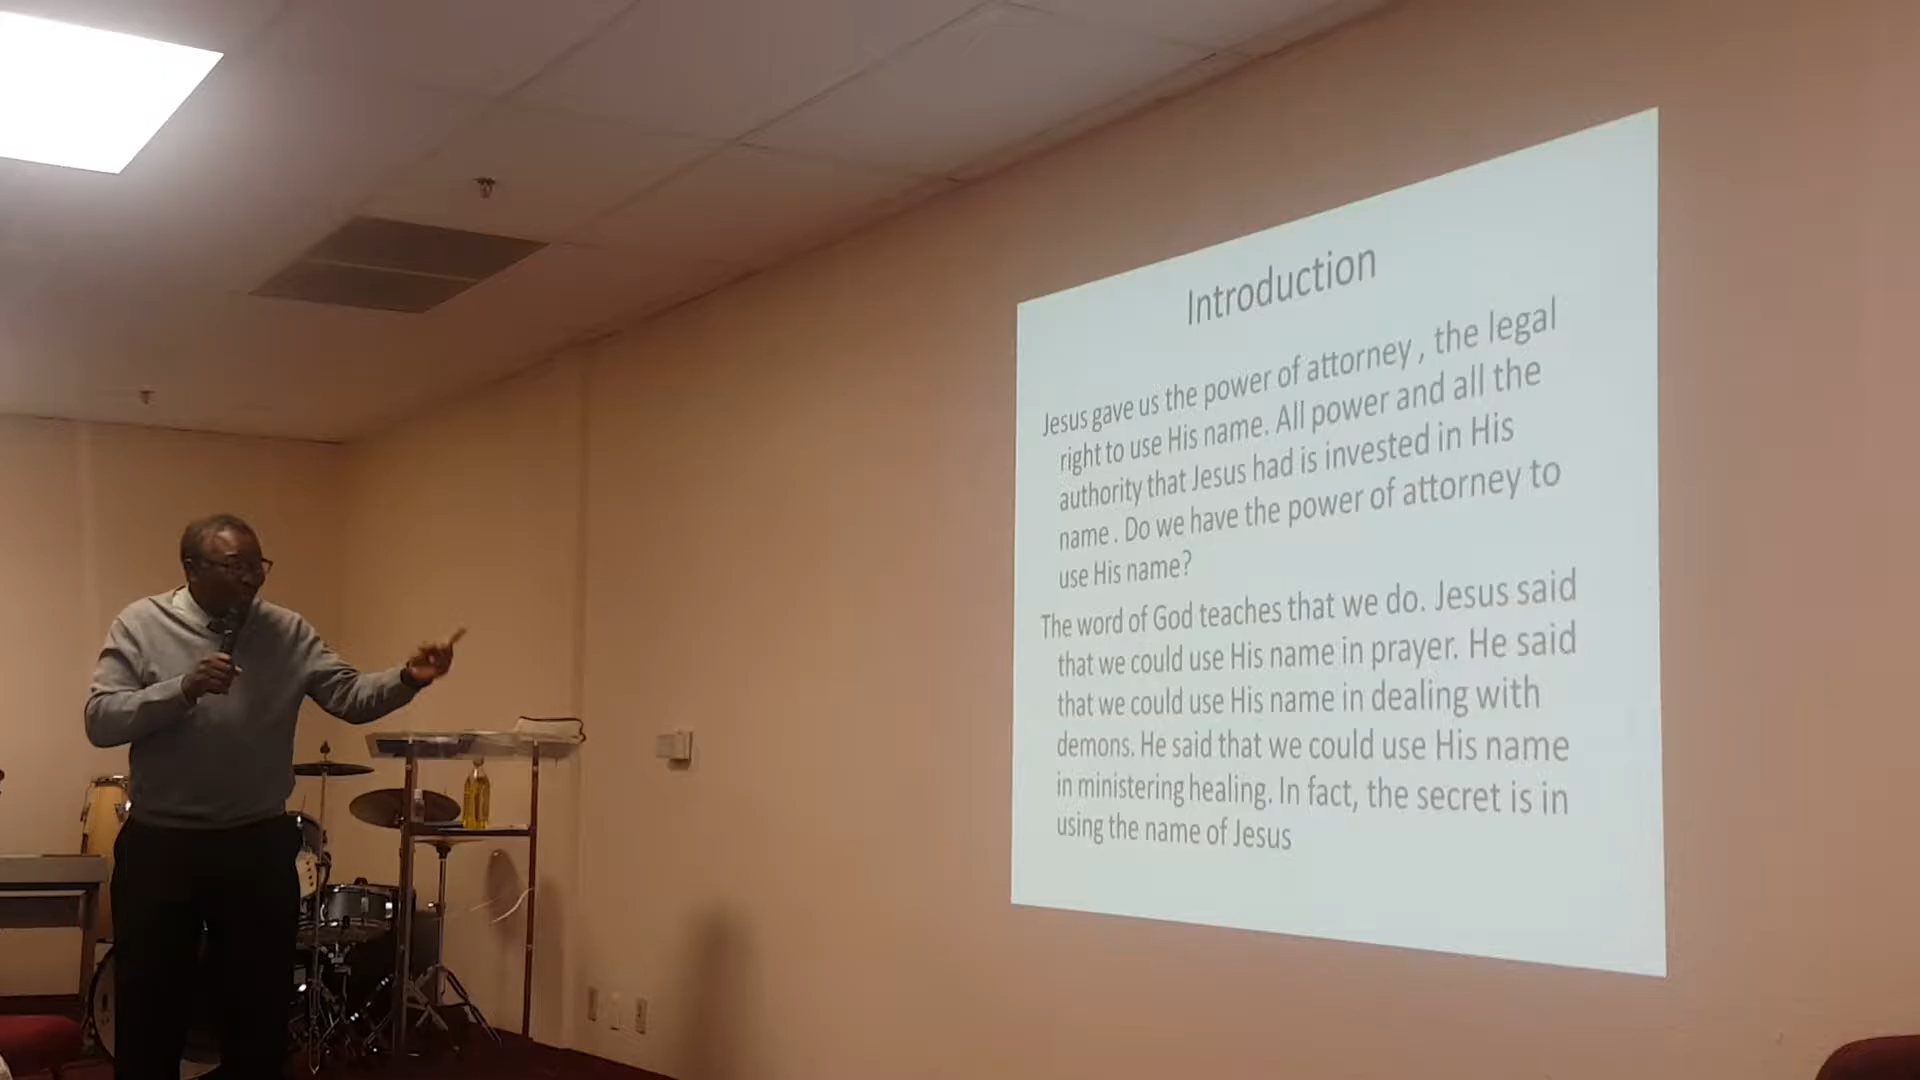 Introduction
Jesus gave us the power of attorney , the legal
right to use His name. All power and all the
authority that Jesus had is invested in His
name . Do we have the power of attorney to
use His name?
The word of God teaches that we do. Jesus said
that we could use His name in prayer. He said
that we could use His name in dealing with
demons. He said that we could use His name
in ministering healing. In fact, the secret is in
using the name of Jesus